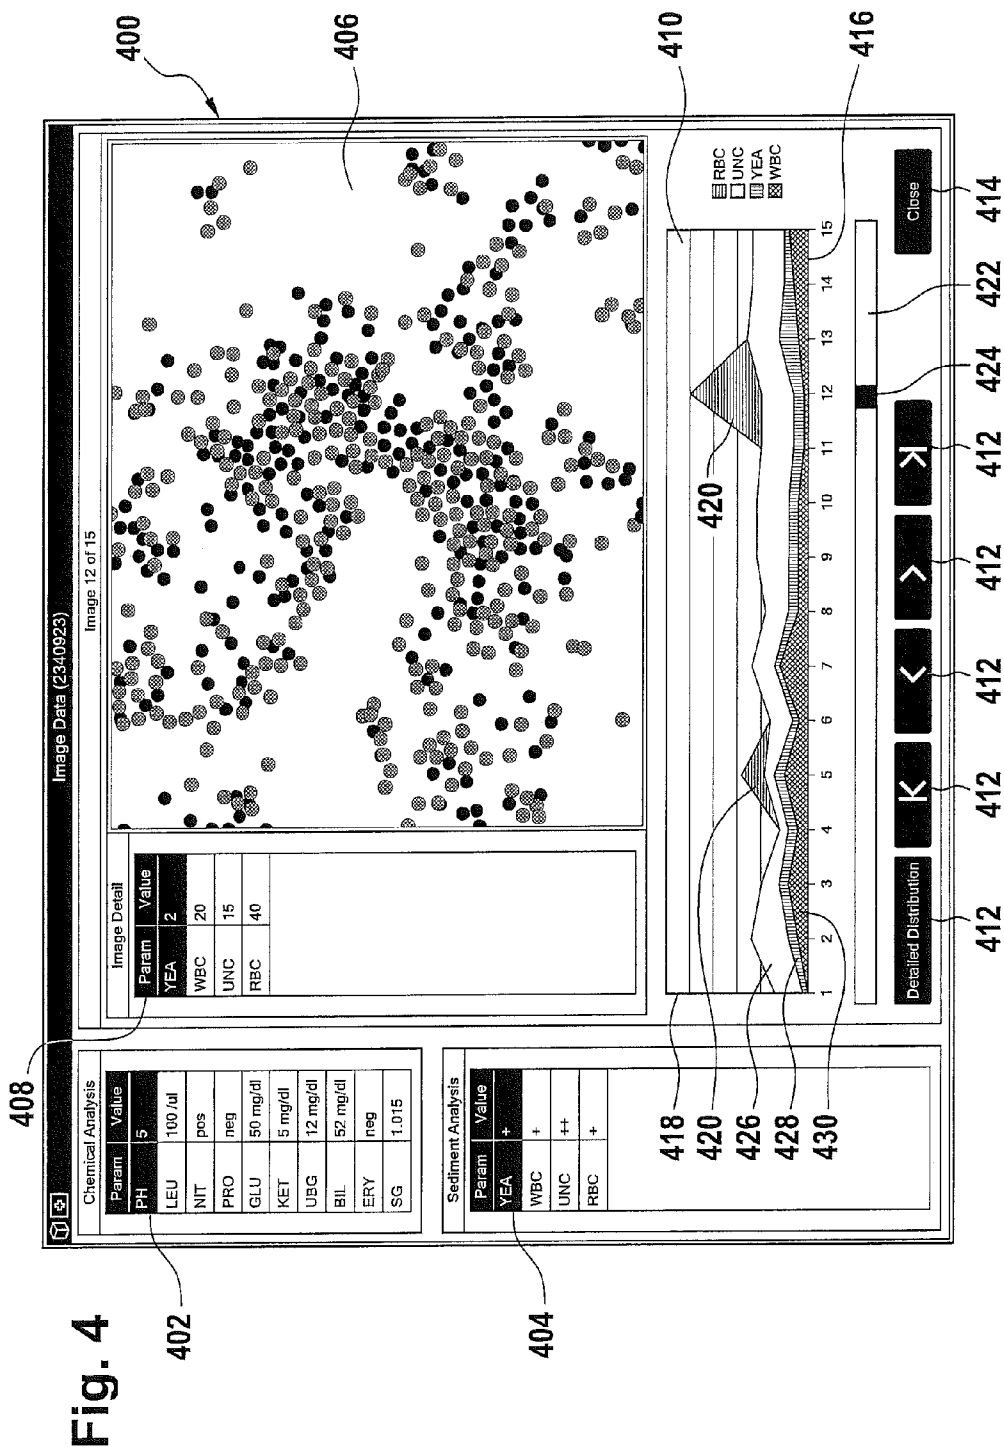 Fig. 4
400
Image Data (2340923)
402
Chemical Analysis
Param Value
PH 5
LEU 100 /ul
NIT pos
PRO neg
GLU 50 mg/dl
KET 5 mg/dl
UBG 12 mg/dl
BIL 52 mg/dl
ERY neg
SG 1.015
404
Sediment Analysis
Param Value
YEA +
WBC +
UNC ++
RBC +
408
Image 12 of 15
Image Detail
Param Value
YEA 2
WBC 20
UNC 15
RBC 40
406
410
RBC
UNC
YEA
WBC
420
1 2 3 4 5 6 7 8 9 10 11 12 13 14 15
416
418
420
426
428
430
Detailed Distribution
Close
412
412
412
412
412
424
422
414